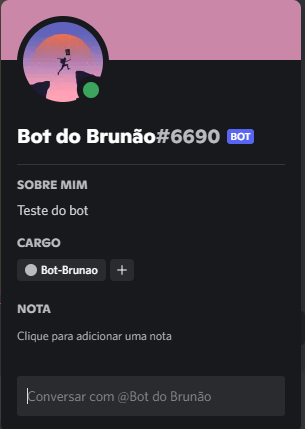 Bot do Brunão#6690 BOT
SOBRE MIM
Teste do bot
CARGO
Bot-Brunao +
NOTA
Clique para adicionar uma nota
Conversar com @Bot do Brunão